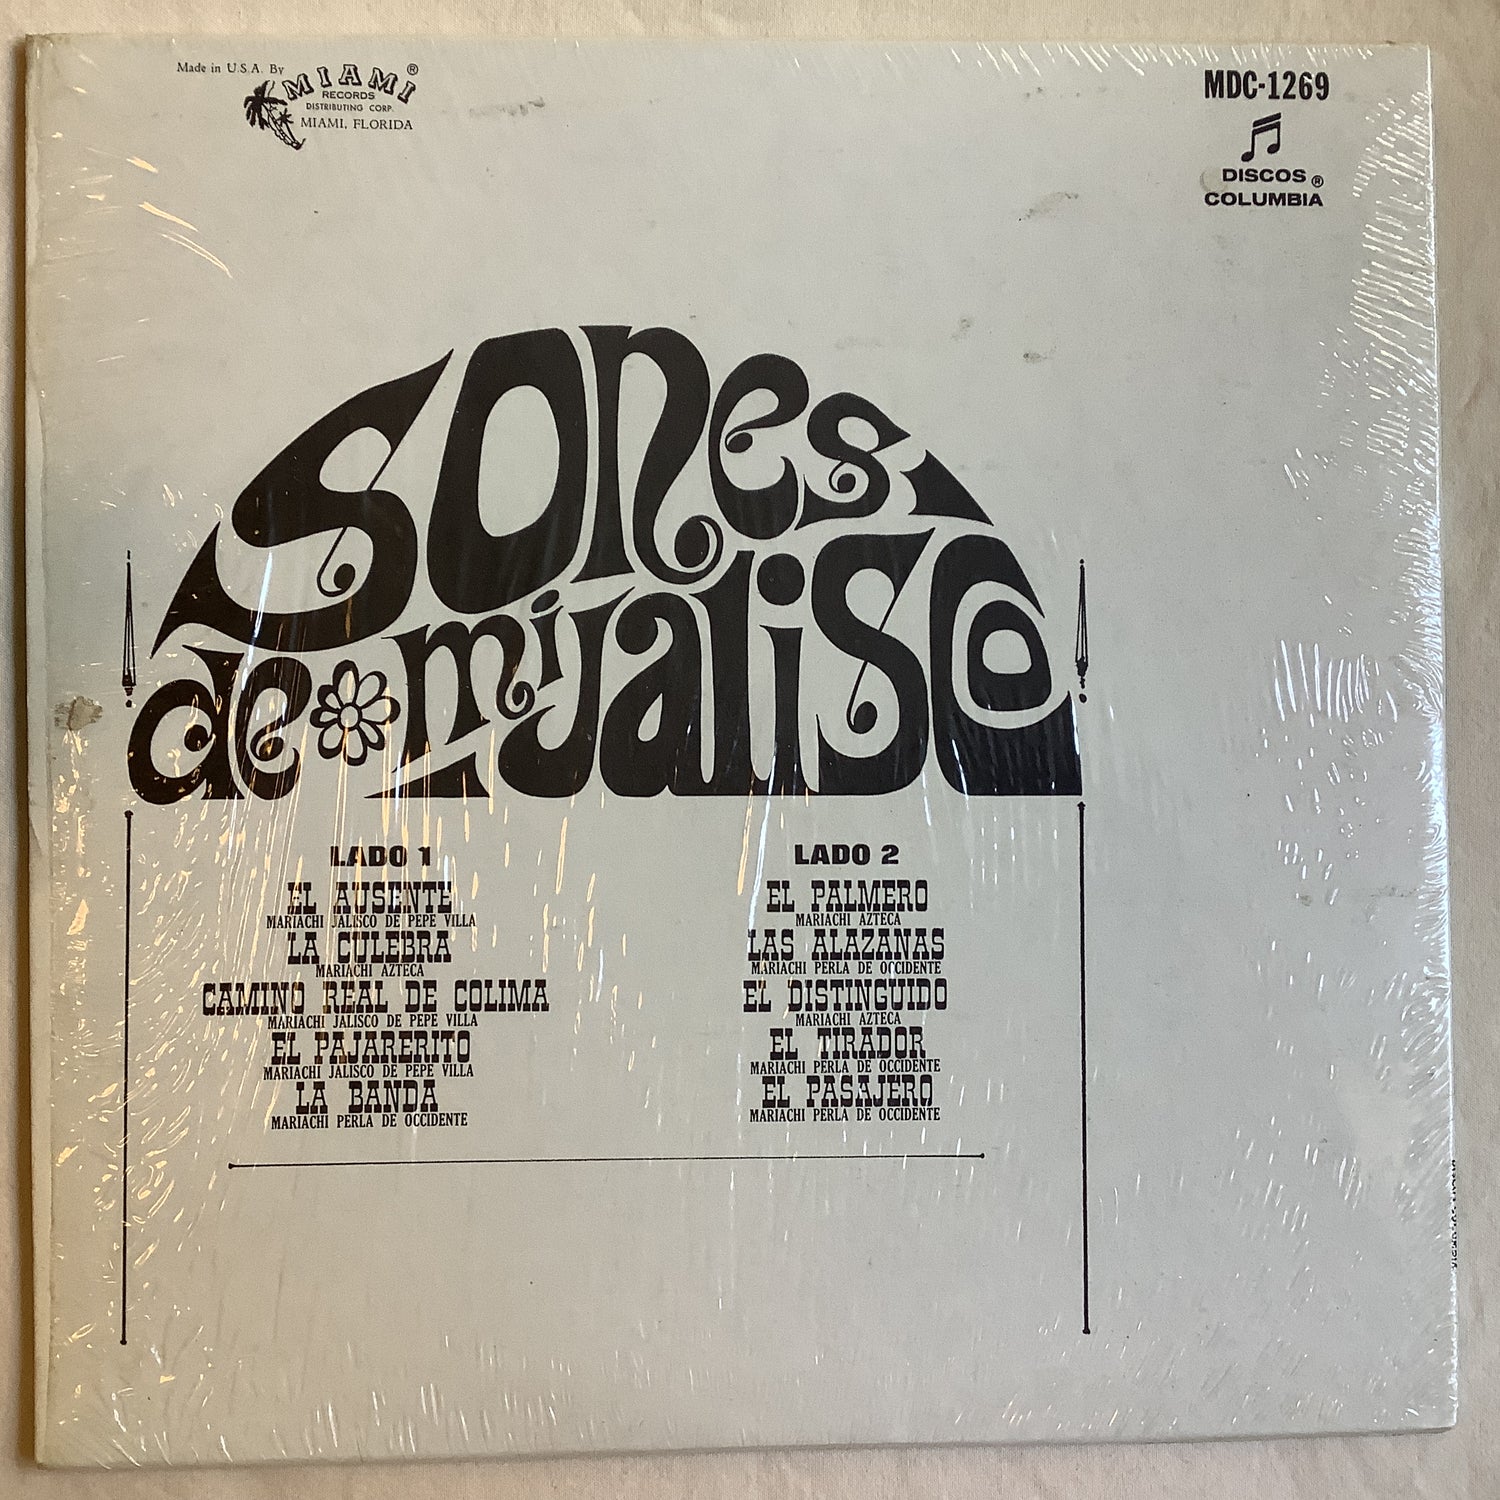 Made in U.S.A. By
MIAMI ®
RECORDS
DISTRIBUTING CORP.
MIAMI, FLORIDA
MDC-1269
DISCOS ®
COLUMBIA
Sones
de mi Jalisco
LADO 1
EL AUSENTE
MARIACHI JALISCO DE PEPE VILLA
LA CULEBRA
MARIACHI AZTECA
CAMINO REAL DE COLIMA
MARIACHI JALISCO DE PEPE VILLA
EL PAJARERITO
MARIACHI JALISCO DE PEPE VILLA
LA BANDA
MARIACHI PERLA DE OCCIDENTE
LADO 2
EL PALMERO
MARIACHI AZTECA
LAS ALAZANAS
MARIACHI PERLA DE OCCIDENTE
EL DISTINGUIDO
MARIACHI AZTECA
EL TIRADOR
MARIACHI PERLA DE OCCIDENTE
EL PASAJERO
MARIACHI PERLA DE OCCIDENTE